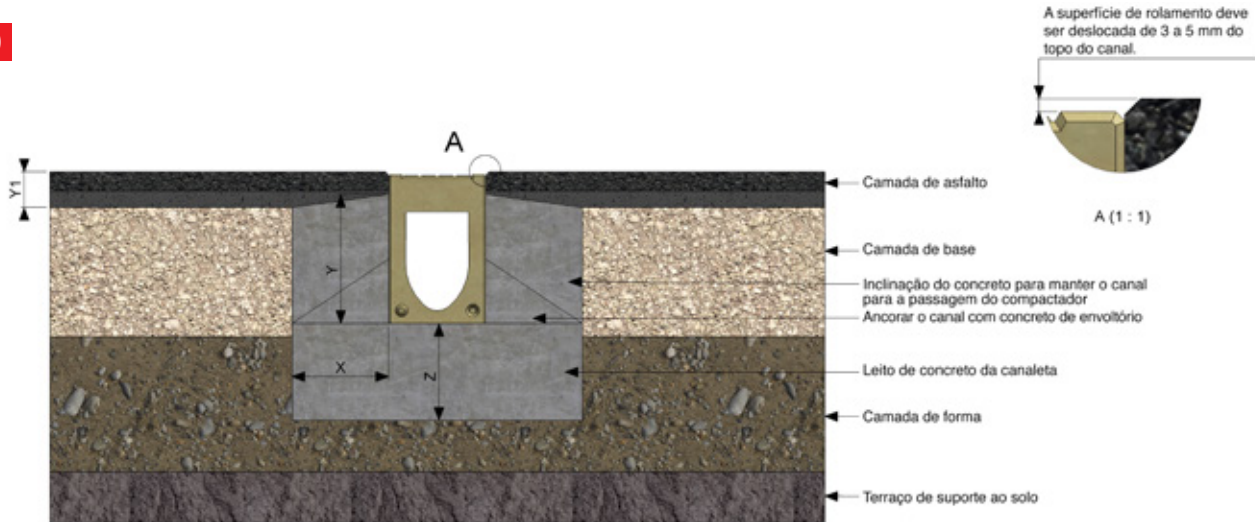 A superfície de rolamento deve
ser deslocada de 3 a 5 mm do
topo do canal.
A
A (1 : 1)
Y1
Y
X
Z
Camada de asfalto
Camada de base
Inclinação do concreto para manter o canal
para a passagem do compactador
Ancorar o canal com concreto de envoltório
Leito de concreto da canaleta
Camada de forma
Terraço de suporte ao solo